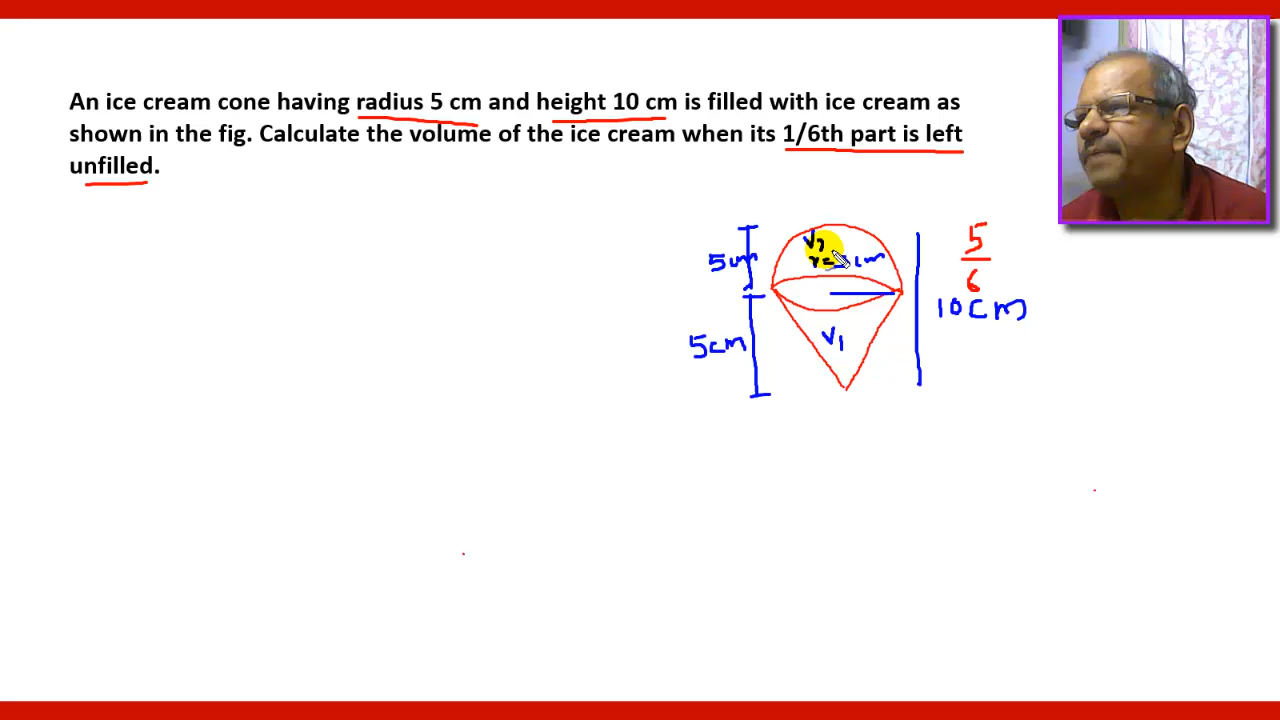 An ice cream cone having radius 5 cm and height 10 cm is filled with ice cream as
shown in the fig. Calculate the volume of the ice cream when its 1/6th part is left
unfilled.
5cm
V2
r= cm
5
6
10cm
5cm
V1